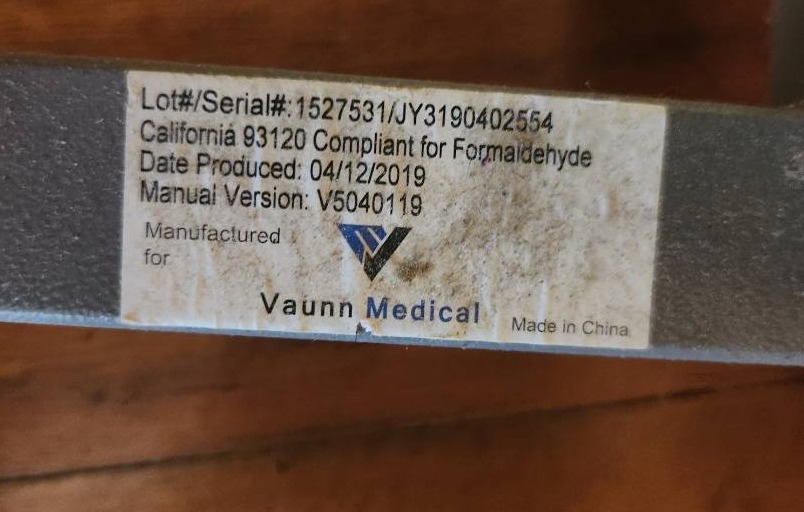 Lot#/Serial#: 1527531/JY3190402554
California 93120 Compliant for Formaldehyde
Date Produced: 04/12/2019
Manual Version: V5040119
Manufactured
for
Vaunn Medical
Made in China